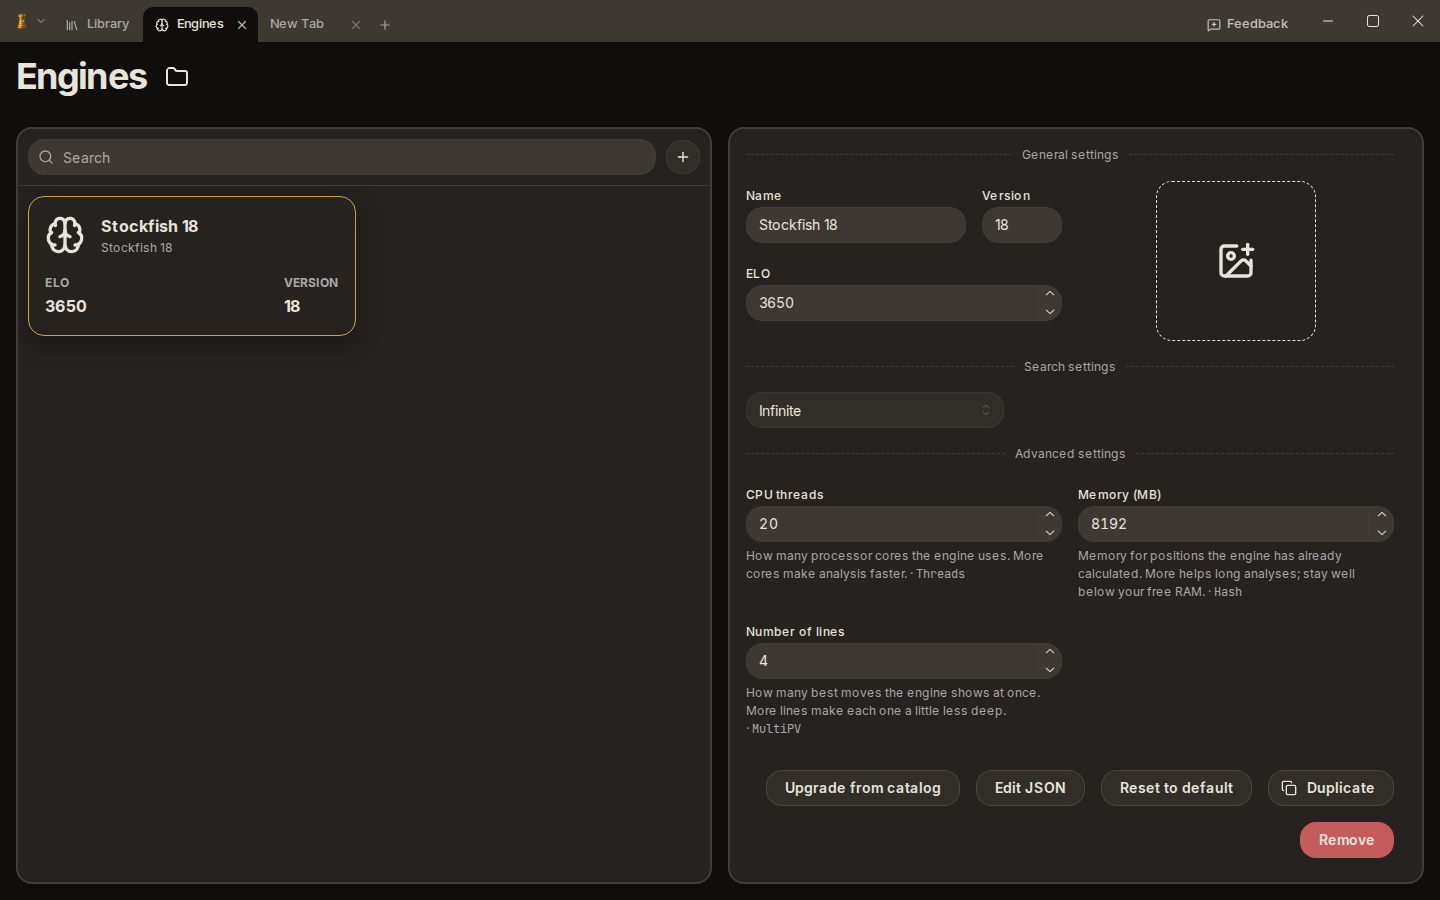 Library
Engines
New Tab
Feedback
Engines
Search
Stockfish 18
Stockfish 18
ELO
VERSION
3650
18
General settings
Name
Version
Stockfish 18
18
ELO
3650
Search settings
Infinite
Advanced settings
CPU threads
20
How many processor cores the engine uses. More
cores make analysis faster. · Threads
Memory (MB)
8192
Memory for positions the engine has already
calculated. More helps long analyses; stay well
below your free RAM. · Hash
Number of lines
4
How many best moves the engine shows at once.
More lines make each one a little less deep.
· MultiPV
Upgrade from catalog
Edit JSON
Reset to default
Duplicate
Remove